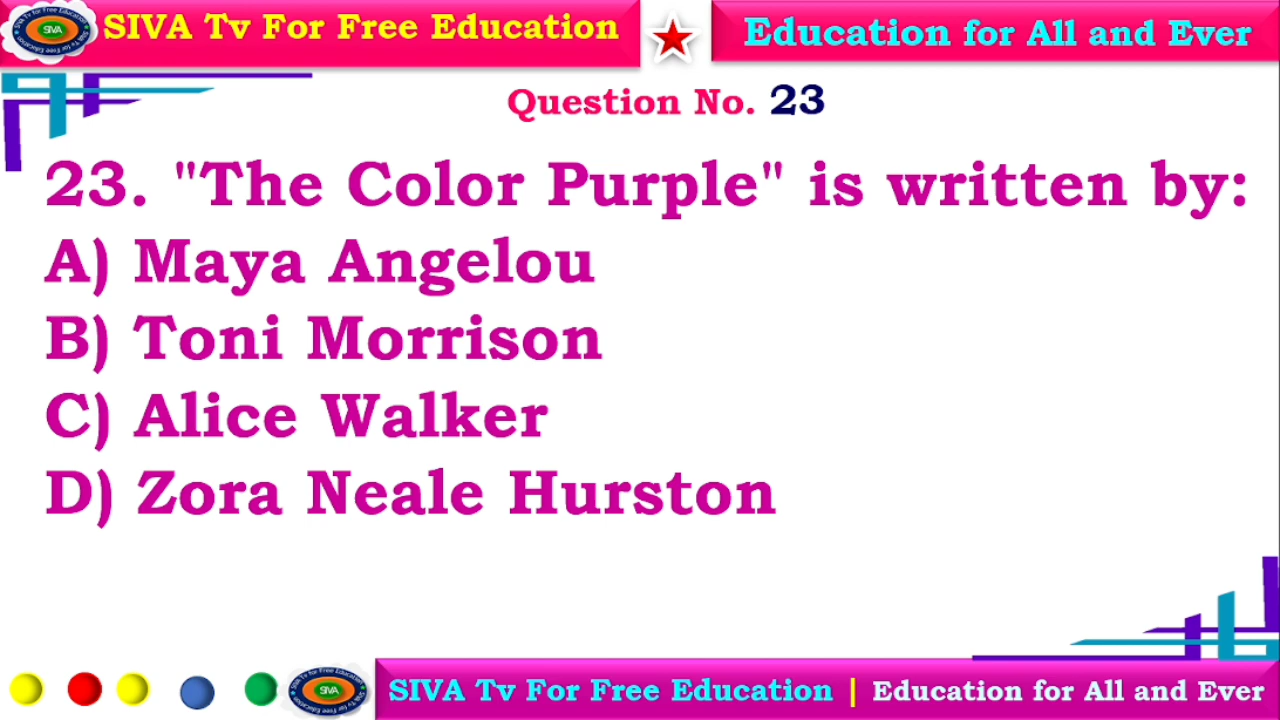 SIVA Tv For Free Education
Education for All and Ever
Question No. 23
23. "The Color Purple" is written by:
A) Maya Angelou
B) Toni Morrison
C) Alice Walker
D) Zora Neale Hurston
SIVA
SIVA Tv For Free Education | Education for All and Ever